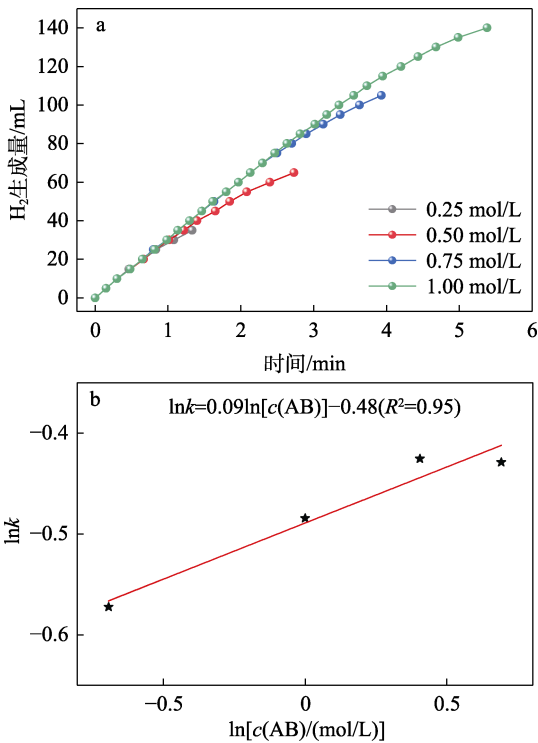 a
140
120
100
80
60
40
20
0
H₂生成量/mL
0.25 mol/L
0.50 mol/L
0.75 mol/L
1.00 mol/L
0 1 2 3 4 5 6
时间/min
b
lnk=0.09ln[c(AB)]−0.48(R²=0.95)
−0.4
−0.5
−0.6
lnk
−0.5 0 0.5
ln[c(AB)/(mol/L)]